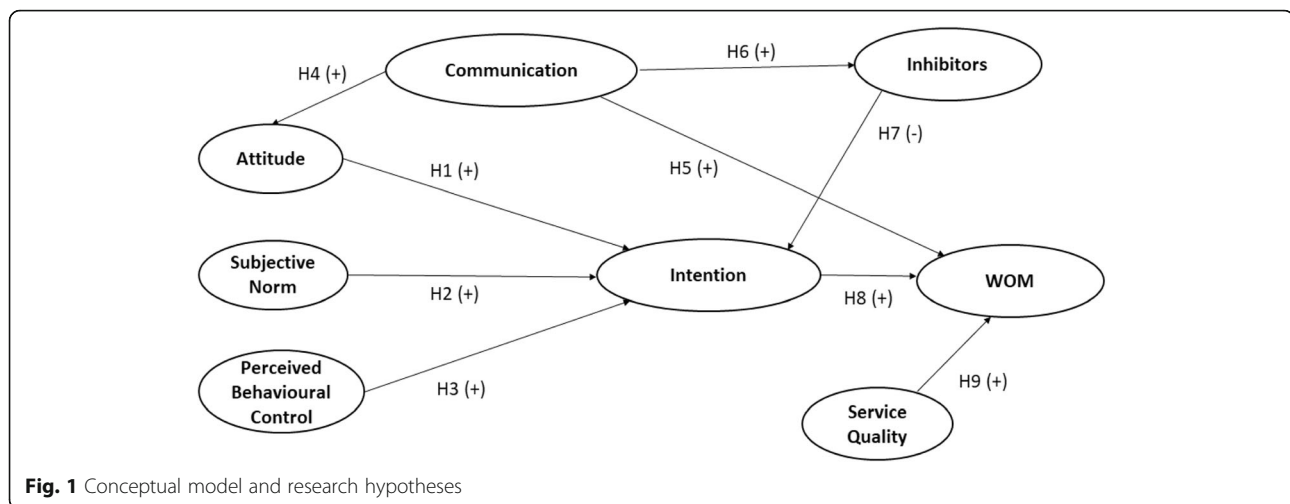 Communication
H6 (+)
Inhibitors
H4 (+)
H7 (-)
Attitude
H1 (+)
H5 (+)
Subjective
Norm
H2 (+)
Intention
H8 (+)
WOM
Perceived
Behavioural
Control
H3 (+)
H9 (+)
Service
Quality
Fig. 1 Conceptual model and research hypotheses